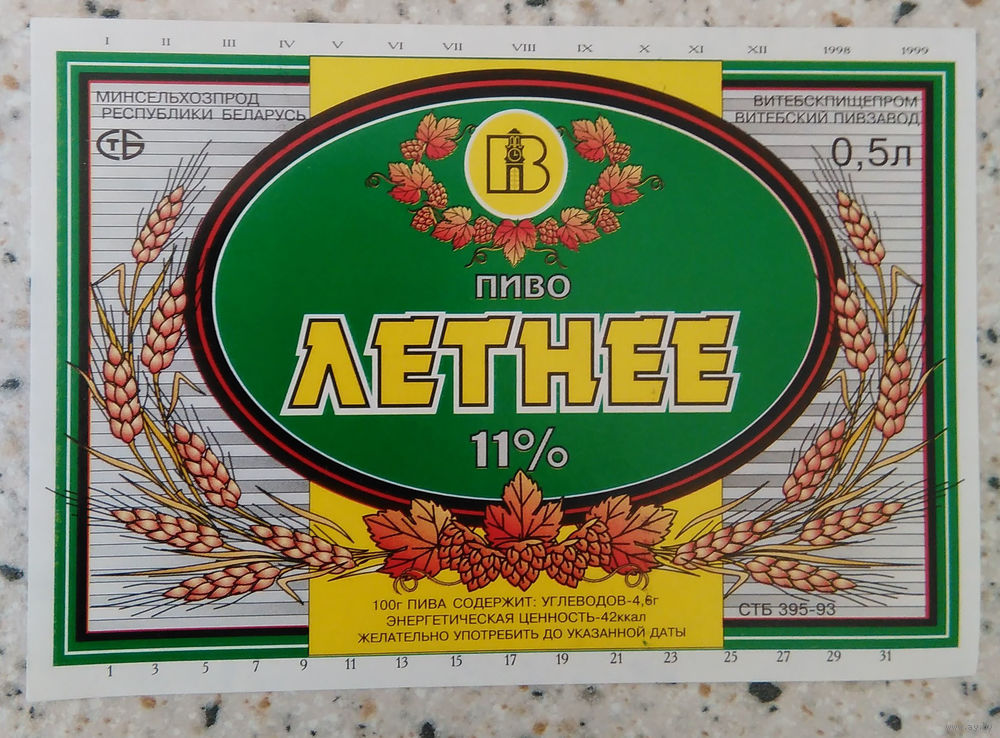 I II III IV V VI VII VIII IX X XI XII 1998 1999
МИНСЕЛЬХОЗПРОД
РЕСПУБЛИКИ БЕЛАРУСЬ
СТБ
ВИТЕБСКПИЩЕПРОМ
ВИТЕБСКИЙ ПИВЗАВОД
0,5л
ПИВО
ЛЕТНЕЕ
11%
100г ПИВА СОДЕРЖИТ: УГЛЕВОДОВ-4,6г
ЭНЕРГЕТИЧЕСКАЯ ЦЕННОСТЬ-42ккал
ЖЕЛАТЕЛЬНО УПОТРЕБИТЬ ДО УКАЗАННОЙ ДАТЫ
СТБ 395-93
1 3 5 7 9 11 13 15 17 19 21 23 25 27 29 31